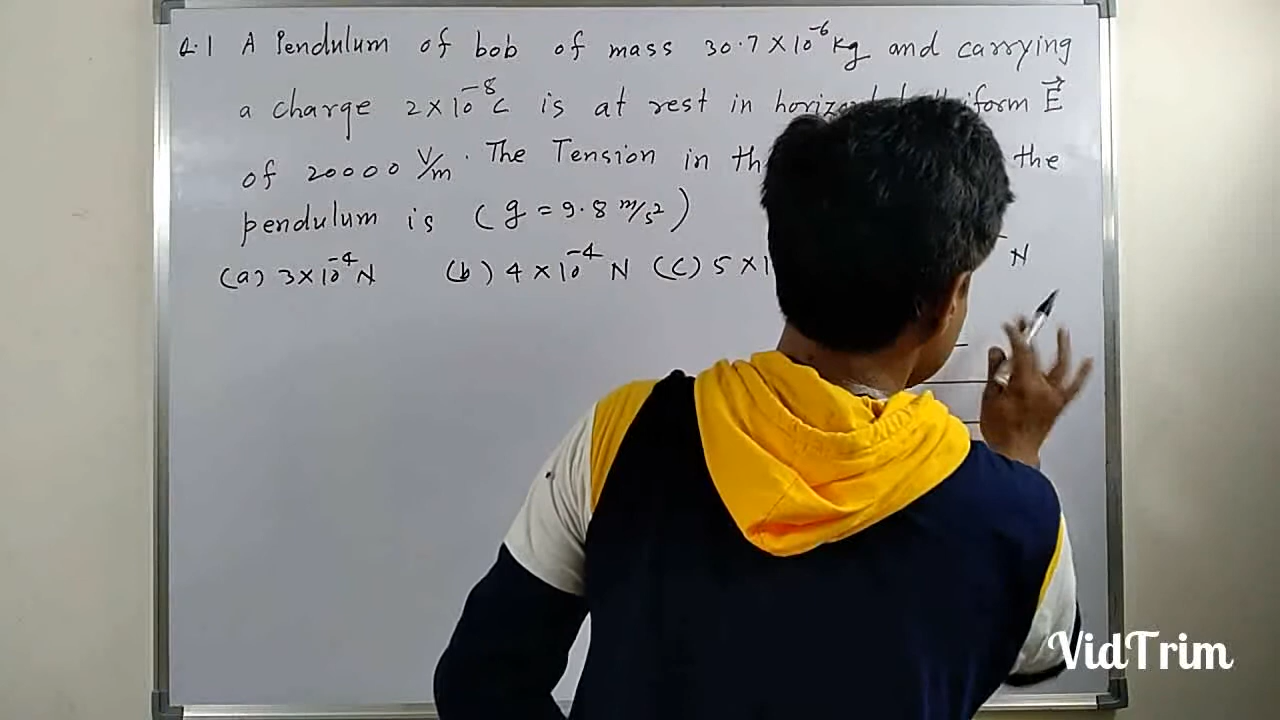 Q.1 A Pendulum of bob of mass 30.7 × 10⁻⁶ kg and carrying
a charge 2 × 10⁻⁸ C is at rest in E⃗
of 20000 V/m. The Tension in the
pendulum is (g = 9.8 m/s²)
(a) 3 × 10⁻⁴ N (b) 4 × 10⁻⁴ N (c) 5 × 1 N
VidTrim